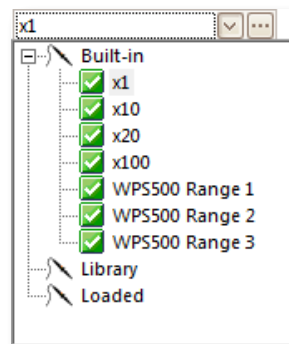 x1
Built-in
x1
x10
x20
x100
WPS500 Range 1
WPS500 Range 2
WPS500 Range 3
Library
Loaded